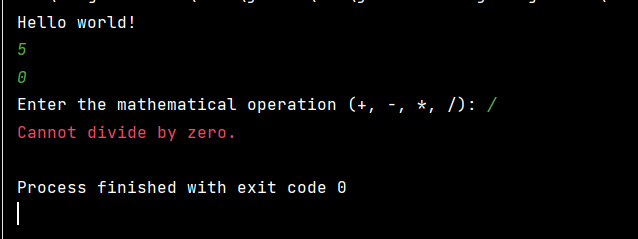 Hello world!
5
0
Enter the mathematical operation (+, -, *, /): /
Cannot divide by zero.
Process finished with exit code 0